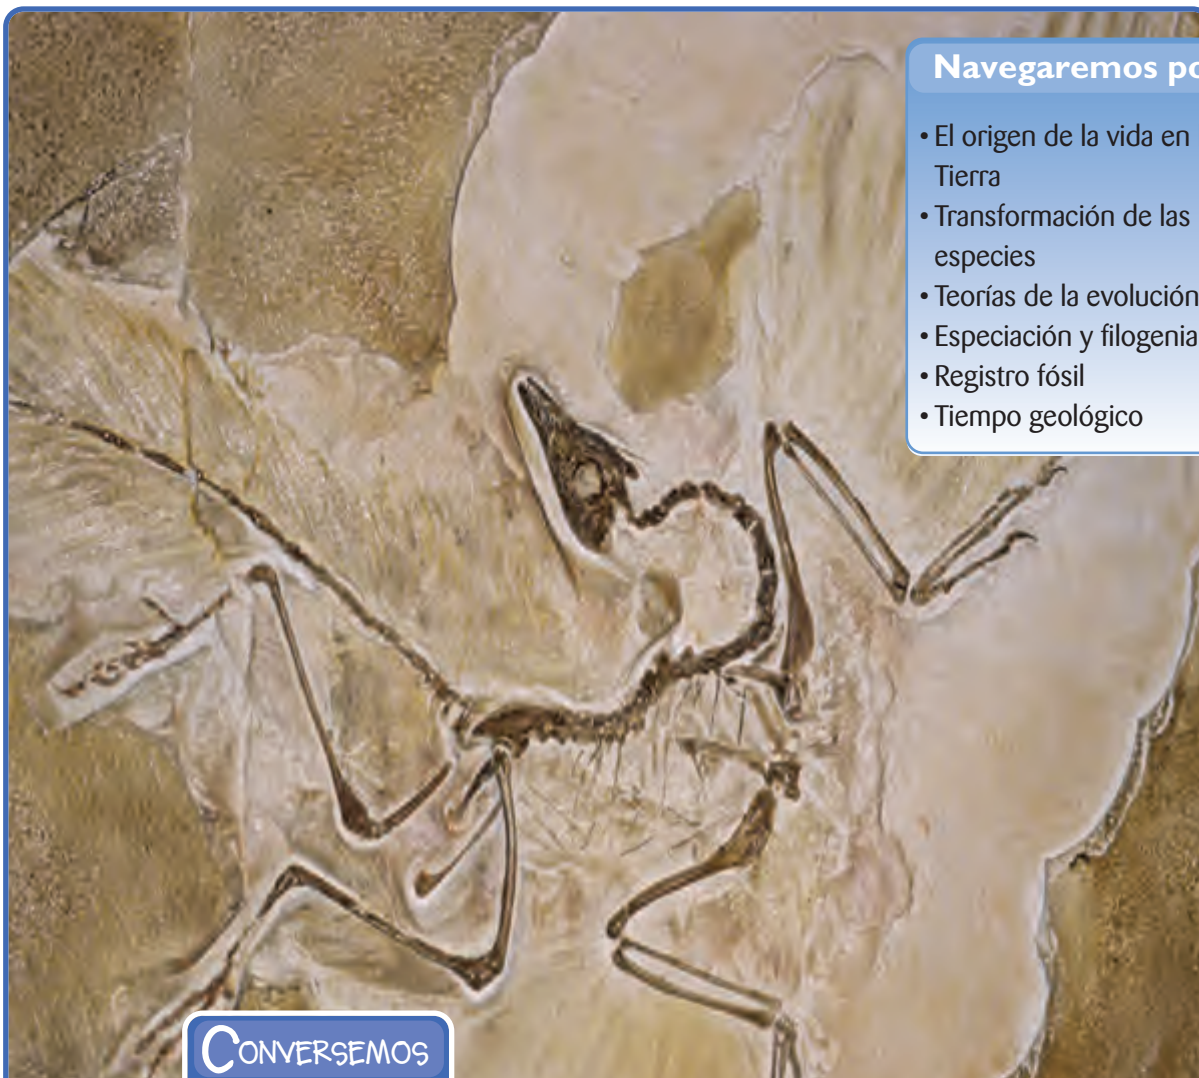 Navegaremos po
• El origen de la vida en
Tierra
• Transformación de las
especies
• Teorías de la evolución
• Especiación y filogenia
• Registro fósil
• Tiempo geológico
CONVERSEMOS